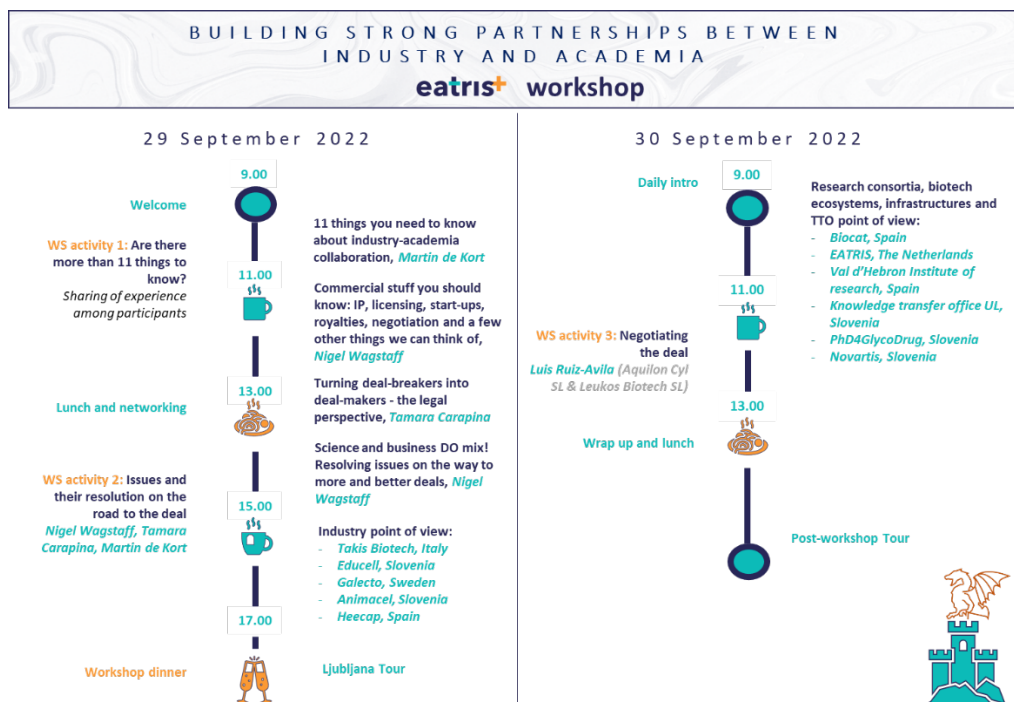 BUILDING STRONG PARTNERSHIPS BETWEEN
INDUSTRY AND ACADEMIA
eatris+ workshop
29 September 2022
9.00
Welcome
11 things you need to know
about industry-academia
collaboration, Martin de Kort
WS activity 1: Are there
more than 11 things to
know?
Sharing of experience
among participants
11.00
Commercial stuff you should
know: IP, licensing, start-ups,
royalties, negotiation and a few
other things we can think of,
Nigel Wagstaff
13.00
Lunch and networking
Turning deal-breakers into
deal-makers - the legal
perspective, Tamara Carapina
Science and business DO mix!
Resolving issues on the way to
more and better deals, Nigel
Wagstaff
WS activity 2: Issues and
their resolution on the
road to the deal
Nigel Wagstaff, Tamara
Carapina, Martin de Kort
15.00
Industry point of view:
- Takis Biotech, Italy
- Educell, Slovenia
- Galecto, Sweden
- Animacel, Slovenia
- Heecap, Spain
17.00
Workshop dinner
Ljubljana Tour
30 September 2022
9.00
Daily intro
Research consortia, biotech
ecosystems, infrastructures and
TTO point of view:
- Biocat, Spain
- EATRIS, The Netherlands
- Val d'Hebron Institute of
research, Spain
- Knowledge transfer office UL,
Slovenia
- PhD4GlycoDrug, Slovenia
- Novartis, Slovenia
11.00
WS activity 3: Negotiating
the deal
Luis Ruiz-Avila (Aquilon Cyl
SL & Leukos Biotech SL)
13.00
Wrap up and lunch
Post-workshop Tour